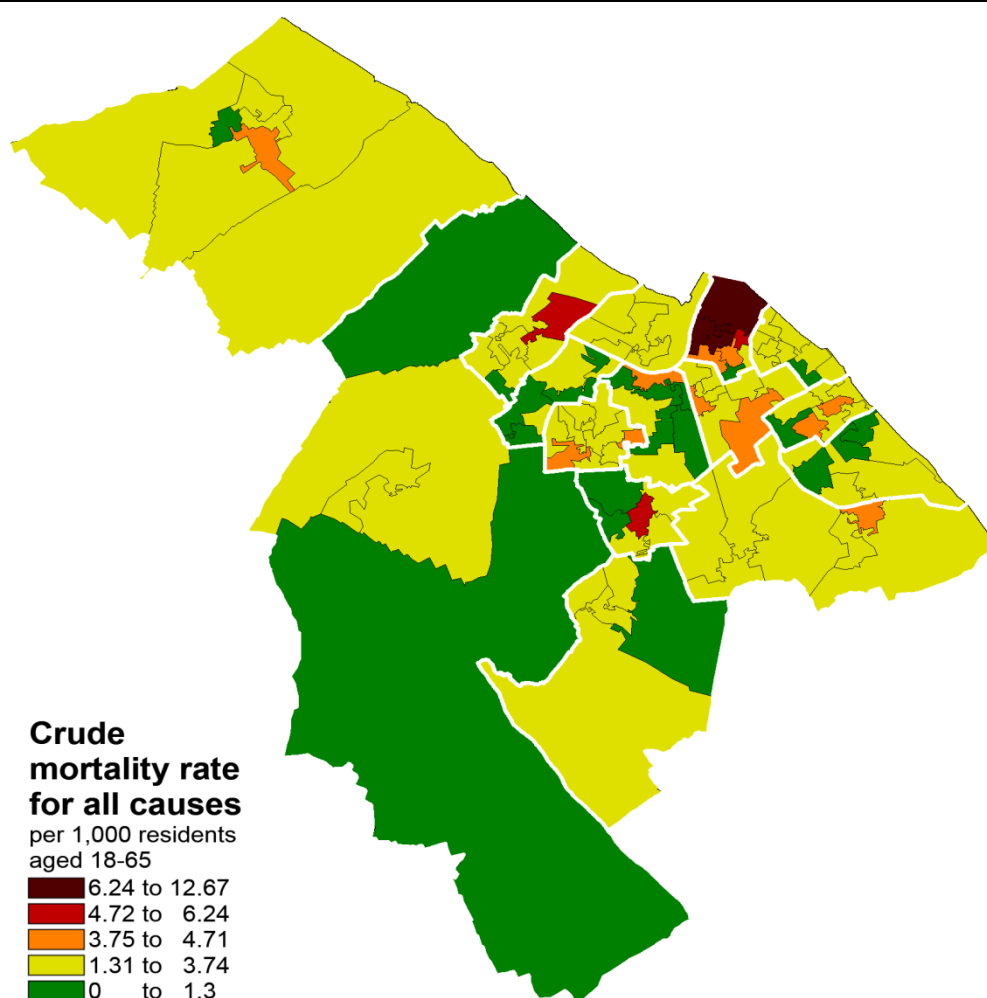 Crude
mortality rate
for all causes
per 1,000 residents
aged 18-65
6.24 to 12.67
4.72 to 6.24
3.75 to 4.71
1.31 to 3.74
0 to 1.3